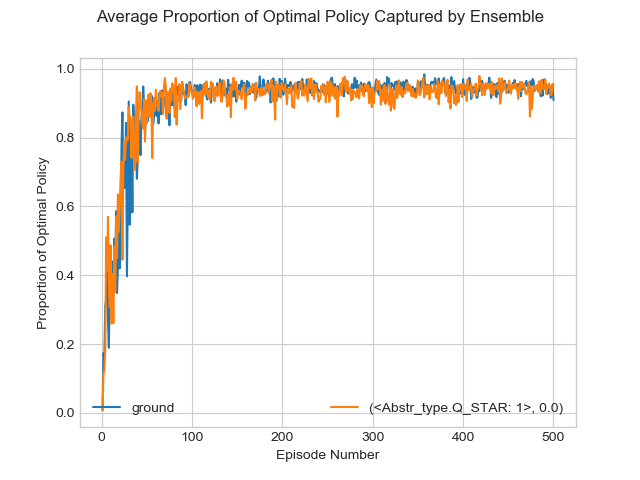 Average Proportion of Optimal Policy Captured by Ensemble
1.0
0.8
0.6
0.4
0.2
0.0
Proportion of Optimal Policy
ground
(<Abstr_type.Q_STAR: 1>, 0.0)
0 100 200 300 400 500
Episode Number